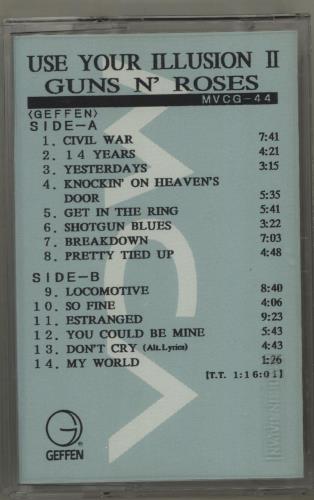 USE YOUR ILLUSION II
GUNS N' ROSES
MVCG-44
〈GEFFEN〉
SIDE-A
1. CIVIL WAR 7:41
2. 14 YEARS 4:21
3. YESTERDAYS 3:15
4. KNOCKIN' ON HEAVEN'S
DOOR 5:35
5. GET IN THE RING 5:41
6. SHOTGUN BLUES 3:22
7. BREAKDOWN 7:03
8. PRETTY TIED UP 4:48
SIDE-B
9. LOCOMOTIVE 8:40
10. SO FINE 4:06
11. ESTRANGED 9:23
12. YOU COULD BE MINE 5:43
13. DON'T CRY (Alt.Lyrics) 4:43
14. MY WORLD 1:26
[T.T. 1:16:01]
MCA
G
GEFFEN